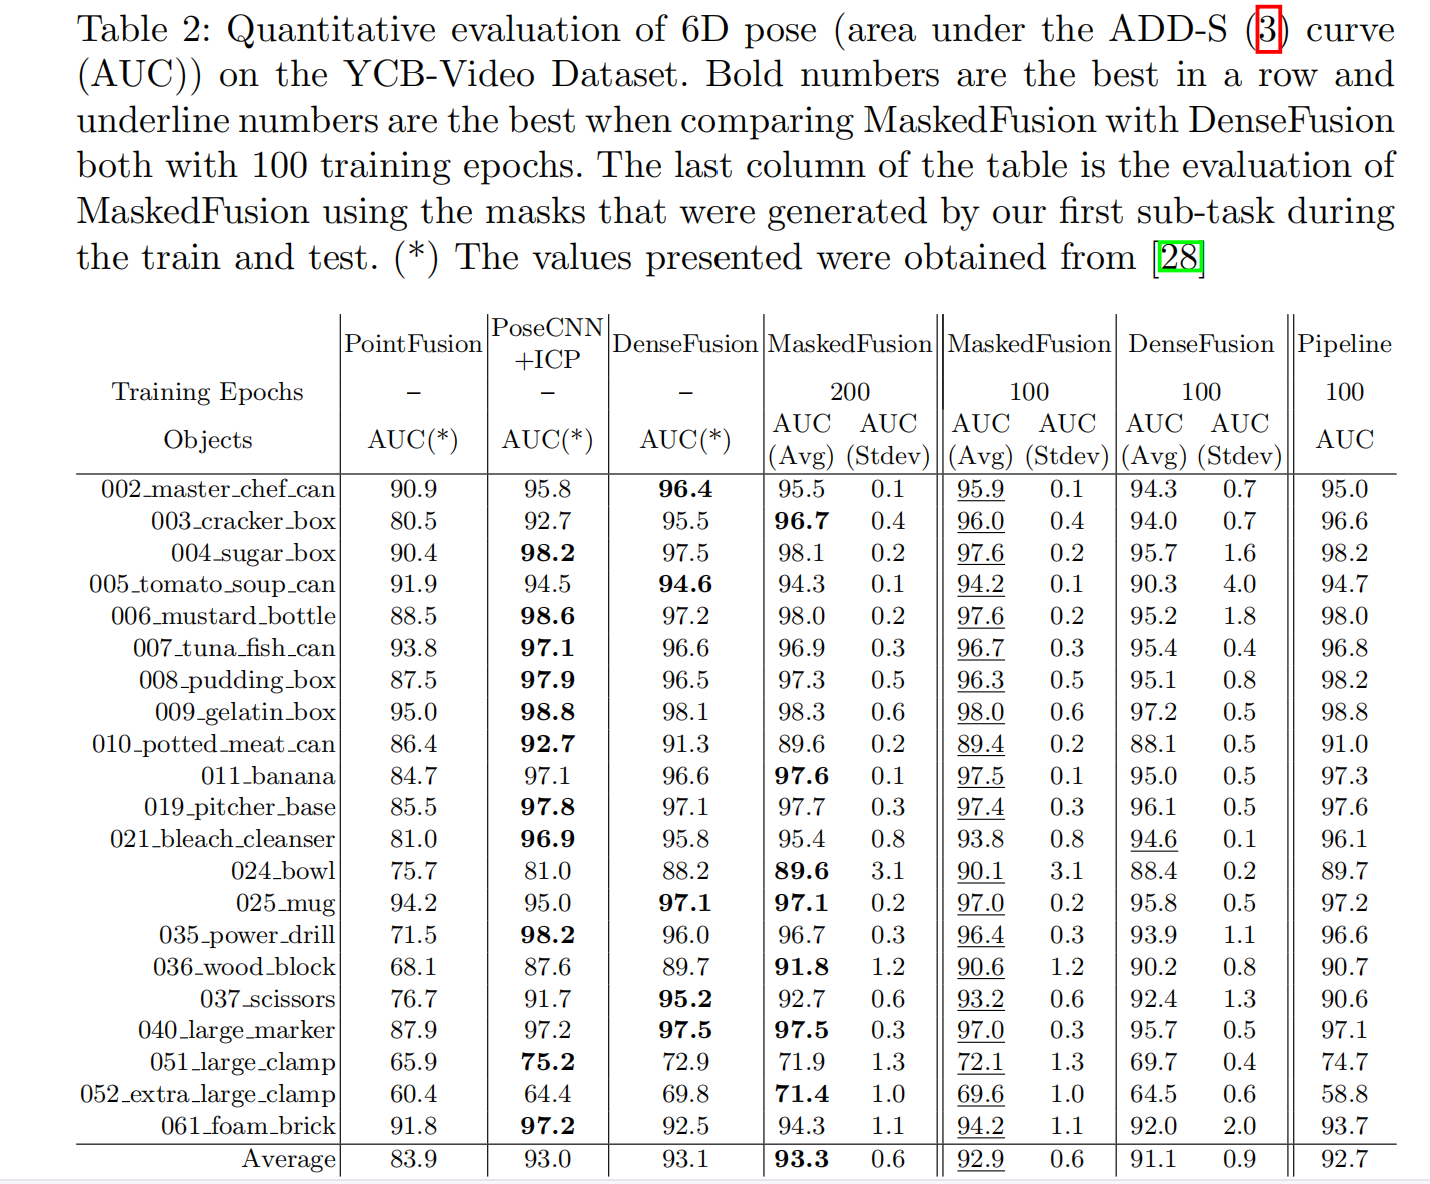 Table 2: Quantitative evaluation of 6D pose (area under the ADD-S (3) curve
(AUC)) on the YCB-Video Dataset. Bold numbers are the best in a row and
underline numbers are the best when comparing MaskedFusion with DenseFusion
both with 100 training epochs. The last column of the table is the evaluation of
MaskedFusion using the masks that were generated by our first sub-task during
the train and test. (*) The values presented were obtained from [28]
PointFusion PoseCNN +ICP DenseFusion MaskedFusion MaskedFusion DenseFusion Pipeline
Training Epochs – – – 200 100 100 100
Objects AUC(*) AUC(*) AUC(*) AUC (Avg) AUC (Stdev) AUC (Avg) AUC (Stdev) AUC (Avg) AUC (Stdev) AUC
002_master_chef_can 90.9 95.8 96.4 95.5 0.1 95.9 0.1 94.3 0.7 95.0
003_cracker_box 80.5 92.7 95.5 96.7 0.4 96.0 0.4 94.0 0.7 96.6
004_sugar_box 90.4 98.2 97.5 98.1 0.2 97.6 0.2 95.7 1.6 98.2
005_tomato_soup_can 91.9 94.5 94.6 94.3 0.1 94.2 0.1 90.3 4.0 94.7
006_mustard_bottle 88.5 98.6 97.2 98.0 0.2 97.6 0.2 95.2 1.8 98.0
007_tuna_fish_can 93.8 97.1 96.6 96.9 0.3 96.7 0.3 95.4 0.4 96.8
008_pudding_box 87.5 97.9 96.5 97.3 0.5 96.3 0.5 95.1 0.8 98.2
009_gelatin_box 95.0 98.8 98.1 98.3 0.6 98.0 0.6 97.2 0.5 98.8
010_potted_meat_can 86.4 92.7 91.3 89.6 0.2 89.4 0.2 88.1 0.5 91.0
011_banana 84.7 97.1 96.6 97.6 0.1 97.5 0.1 95.0 0.5 97.3
019_pitcher_base 85.5 97.8 97.1 97.7 0.3 97.4 0.3 96.1 0.5 97.6
021_bleach_cleanser 81.0 96.9 95.8 95.4 0.8 93.8 0.8 94.6 0.1 96.1
024_bowl 75.7 81.0 88.2 89.6 3.1 90.1 3.1 88.4 0.2 89.7
025_mug 94.2 95.0 97.1 97.1 0.2 97.0 0.2 95.8 0.5 97.2
035_power_drill 71.5 98.2 96.0 96.7 0.3 96.4 0.3 93.9 1.1 96.6
036_wood_block 68.1 87.6 89.7 91.8 1.2 90.6 1.2 90.2 0.8 90.7
037_scissors 76.7 91.7 95.2 92.7 0.6 93.2 0.6 92.4 1.3 90.6
040_large_marker 87.9 97.2 97.5 97.5 0.3 97.0 0.3 95.7 0.5 97.1
051_large_clamp 65.9 75.2 72.9 71.9 1.3 72.1 1.3 69.7 0.4 74.7
052_extra_large_clamp 60.4 64.4 69.8 71.4 1.0 69.6 1.0 64.5 0.6 58.8
061_foam_brick 91.8 97.2 92.5 94.3 1.1 94.2 1.1 92.0 2.0 93.7
Average 83.9 93.0 93.1 93.3 0.6 92.9 0.6 91.1 0.9 92.7